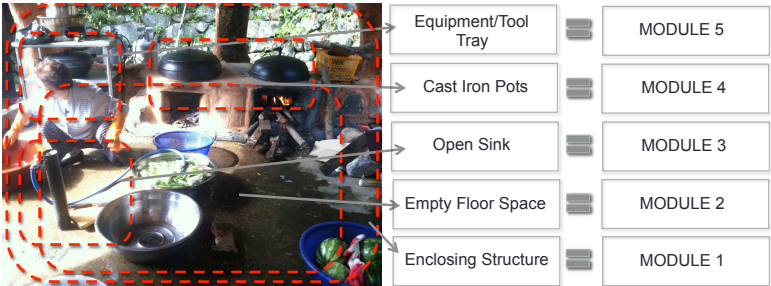 Equipment/Tool
Tray
MODULE 5
Cast Iron Pots
MODULE 4
Open Sink
MODULE 3
Empty Floor Space
MODULE 2
Enclosing Structure
MODULE 1